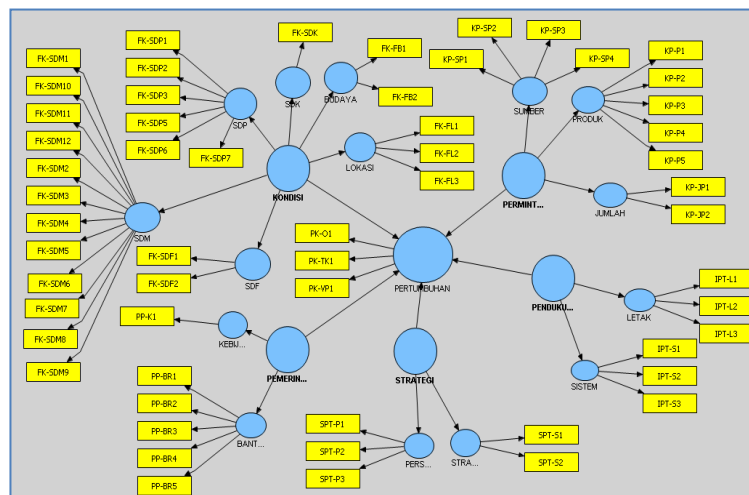 FK-SDK
KP-SP2
KP-SP3
FK-SDP1
FK-FB1
KP-P1
FK-SDM1
KP-SP1
KP-SP4
FK-SDP2
KP-P2
FK-SDM10
SDK
BUDAYA
FK-SDP3
FK-FB2
SUMBER
KP-P3
PRODUK
FK-SDM11
SDP
FK-SDP5
FK-FL1
KP-P4
FK-SDM12
FK-SDP6
FK-SDP7
FK-FL2
KP-P5
FK-SDM2
LOKASI
KONDISI
FK-FL3
PERMINT...
KP-JP1
FK-SDM3
JUMLAH
KP-JP2
FK-SDM4
SDM
PK-O1
FK-SDM5
FK-SDF1
PK-TK1
FK-SDF2
SDF
PK-VP1
PERTUMBUHAN
FK-SDM6
IPT-L1
FK-SDM7
PP-K1
PENDUKU...
LETAK
IPT-L2
FK-SDM8
KEBIJ...
IPT-L3
FK-SDM9
PEMERIN...
STRATEGI
IPT-S1
PP-BR1
SISTEM
IPT-S2
PP-BR2
IPT-S3
SPT-P1
PP-BR3
BANT...
SPT-P2
PERS...
STRA...
SPT-S1
PP-BR4
SPT-P3
SPT-S2
PP-BR5